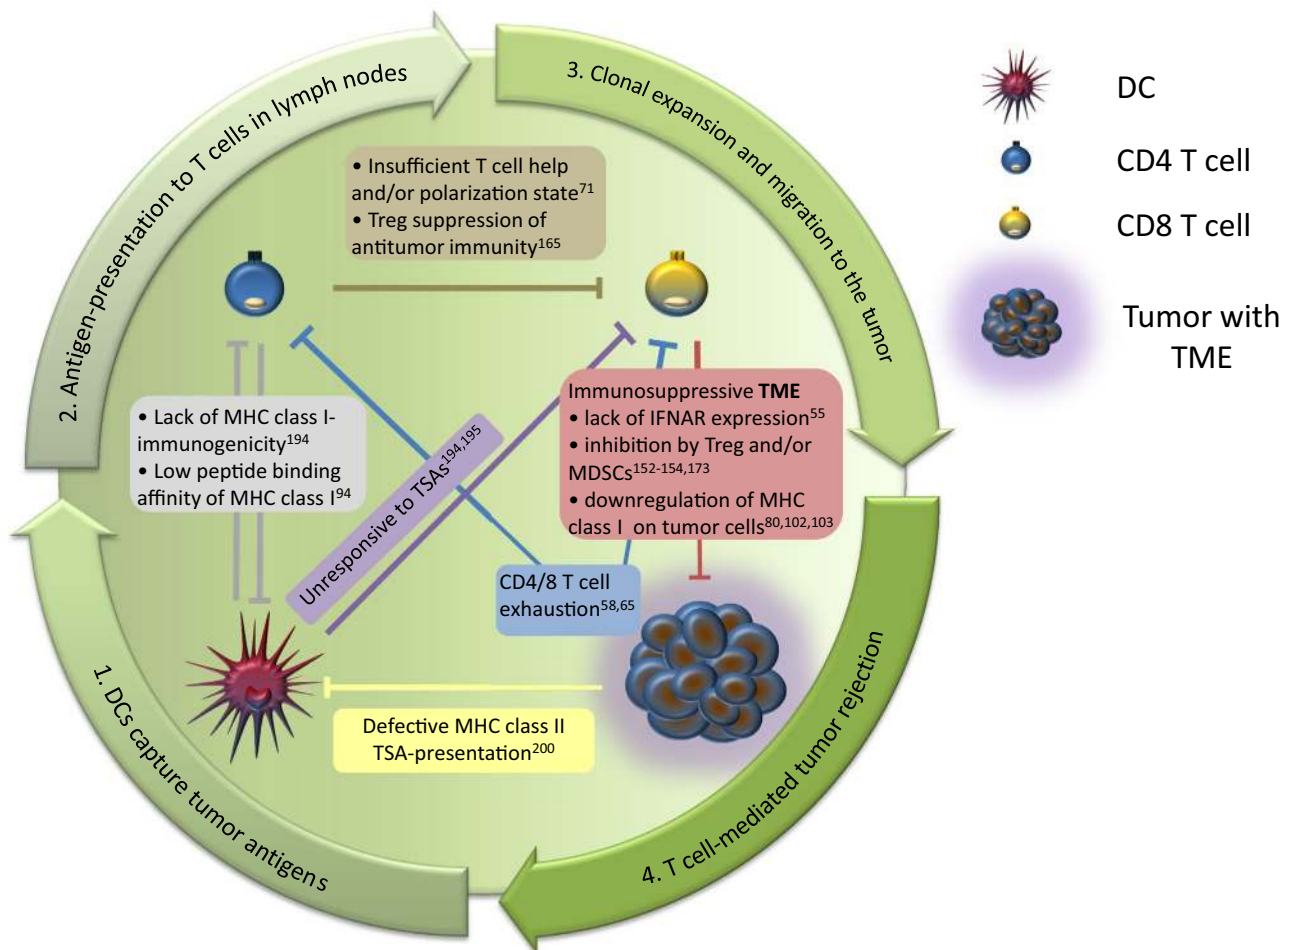 2. Antigen-presentation to T cells in lymph nodes
3. Clonal expansion and migration to the tumor
4. T cell-mediated tumor rejection
1. DCs capture tumor antigens
• Insufficient T cell help
and/or polarization state71
• Treg suppression of
antitumor immunity165
• Lack of MHC class I-
immunogenicity194
• Low peptide binding
affinity of MHC class I94
Unresponsive to TSAs194,195
Immunosuppressive TME
• lack of IFNAR expression55
• inhibition by Treg and/or
MDSCs152-154,173
• downregulation of MHC
class I on tumor cells80,102,103
CD4/8 T cell
exhaustion58,65
Defective MHC class II
TSA-presentation200
DC
CD4 T cell
CD8 T cell
Tumor with
TME